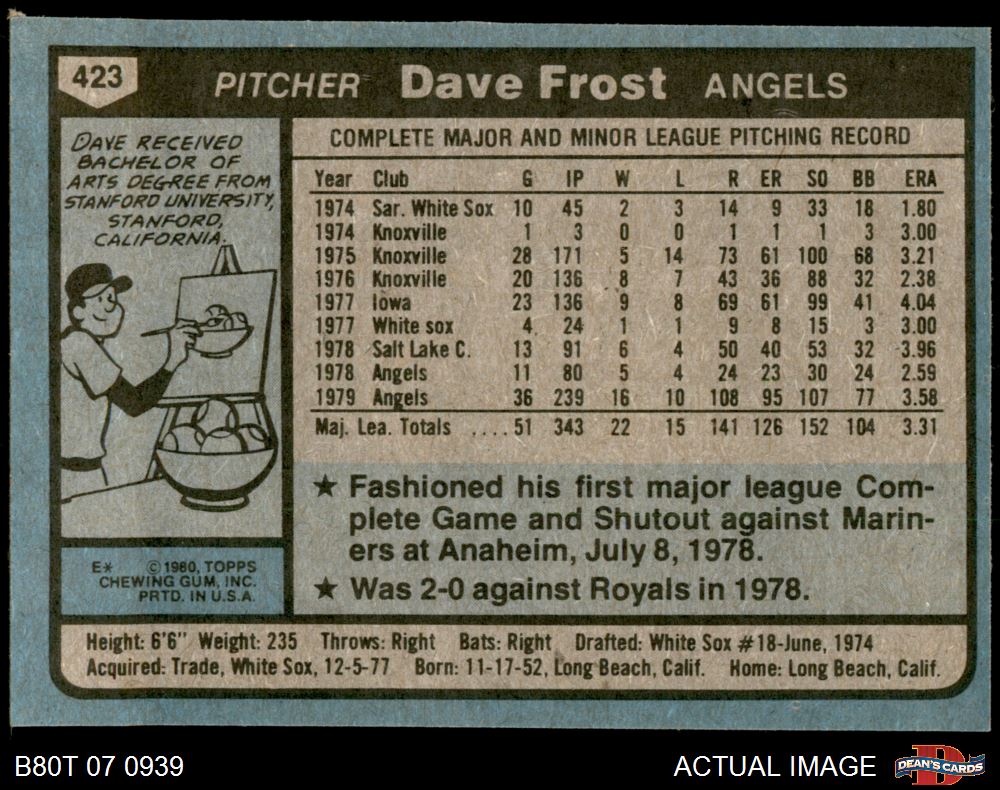 423 PITCHER Dave Frost ANGELS
DAVE RECEIVED
BACHELOR OF
ARTS DEGREE FROM
STANFORD UNIVERSITY,
STANFORD,
CALIFORNIA.
COMPLETE MAJOR AND MINOR LEAGUE PITCHING RECORD
Year Club G IP W L R ER SO BB ERA
1974 Sar. White Sox 10 45 2 3 14 9 33 18 1.80
1974 Knoxville 1 3 0 0 1 1 1 3 3.00
1975 Knoxville 28 171 5 14 73 61 100 68 3.21
1976 Knoxville 20 136 8 7 43 36 88 32 2.38
1977 Iowa 23 136 9 8 69 61 99 41 4.04
1977 White sox 4 24 1 1 9 8 15 3 3.00
1978 Salt Lake C. 13 91 6 4 50 40 53 32 3.96
1978 Angels 11 80 5 4 24 23 30 24 2.59
1979 Angels 36 239 16 10 108 95 107 77 3.58
Maj. Lea. Totals ....51 343 22 15 141 126 152 104 3.31
★ Fashioned his first major league Com-
plete Game and Shutout against Marin-
ers at Anaheim, July 8, 1978.
★ Was 2-0 against Royals in 1978.
E* © 1980, TOPPS
CHEWING GUM, INC.
PRTD. IN U.S.A.
Height: 6'6" Weight: 235 Throws: Right Bats: Right Drafted: White Sox #18-June, 1974
Acquired: Trade, White Sox, 12-5-77 Born: 11-17-52, Long Beach, Calif. Home: Long Beach, Calif.
B80T 07 0939 ACTUAL IMAGE D DEAN'S CARDS